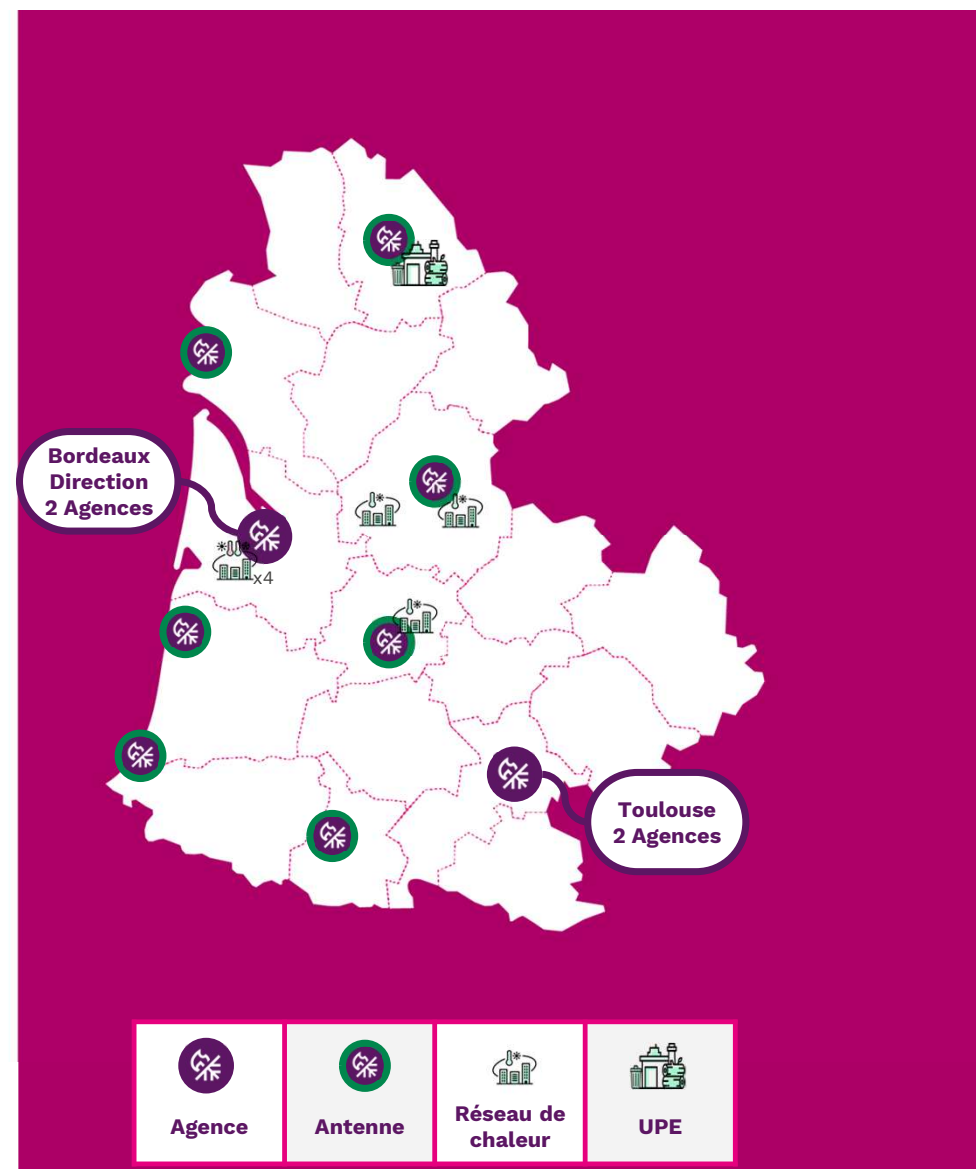 Bordeaux
Direction
2 Agences
x4
Toulouse
2 Agences
Agence
Antenne
Réseau de
chaleur
UPE